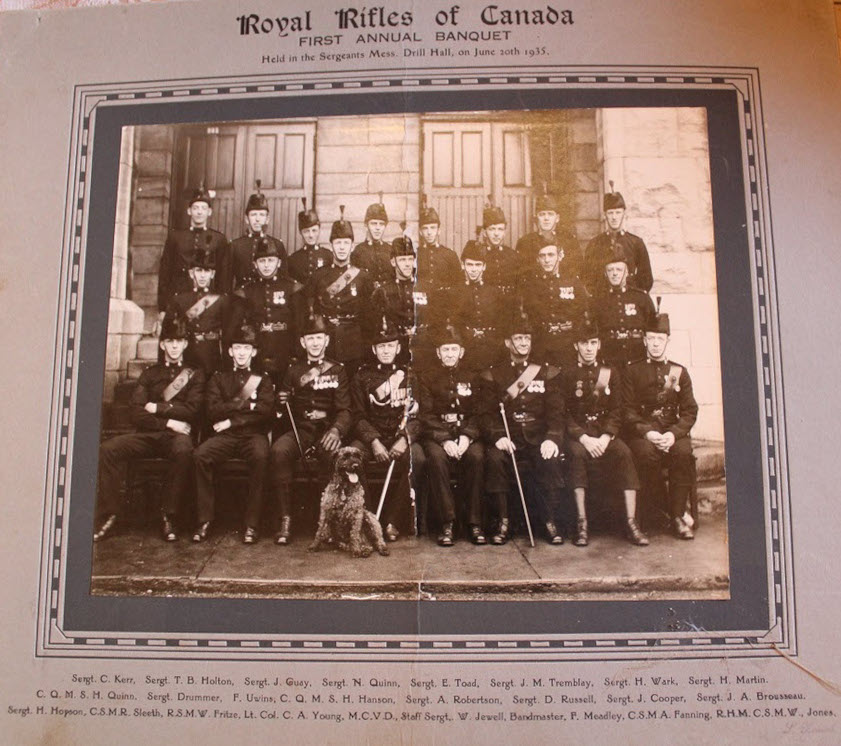 Royal Rifles of Canada
FIRST ANNUAL BANQUET
Held in the Sergeants Mess. Drill Hall, on June 20th 1935.
Sergt. C. Kerr, Sergt. T. B. Holton, Sergt. J. Guay, Sergt. N. Quinn, Sergt. E. Toad, Sergt. J. M. Tremblay, Sergt. H. Wark, Sergt. H. Martin.
C. Q. M. S. H. Quinn, Sergt. Drummer, F. Uwins, C. Q. M. S. H. Hanson, Sergt. A. Robertson, Sergt. D. Russell, Sergt. J. Cooper, Sergt. J. A. Brousseau.
Sergt. H. Hopson, C.S.M.R. Sleeth, R.S.M.W. Fritze, Lt. Col. C. A. Young, M.C.V.D., Staff Sergt,. W. Jewell, Bandmaster, F. Meadley, C.S.M.A. Fanning, R.H.M. C.S.M.W., Jones.